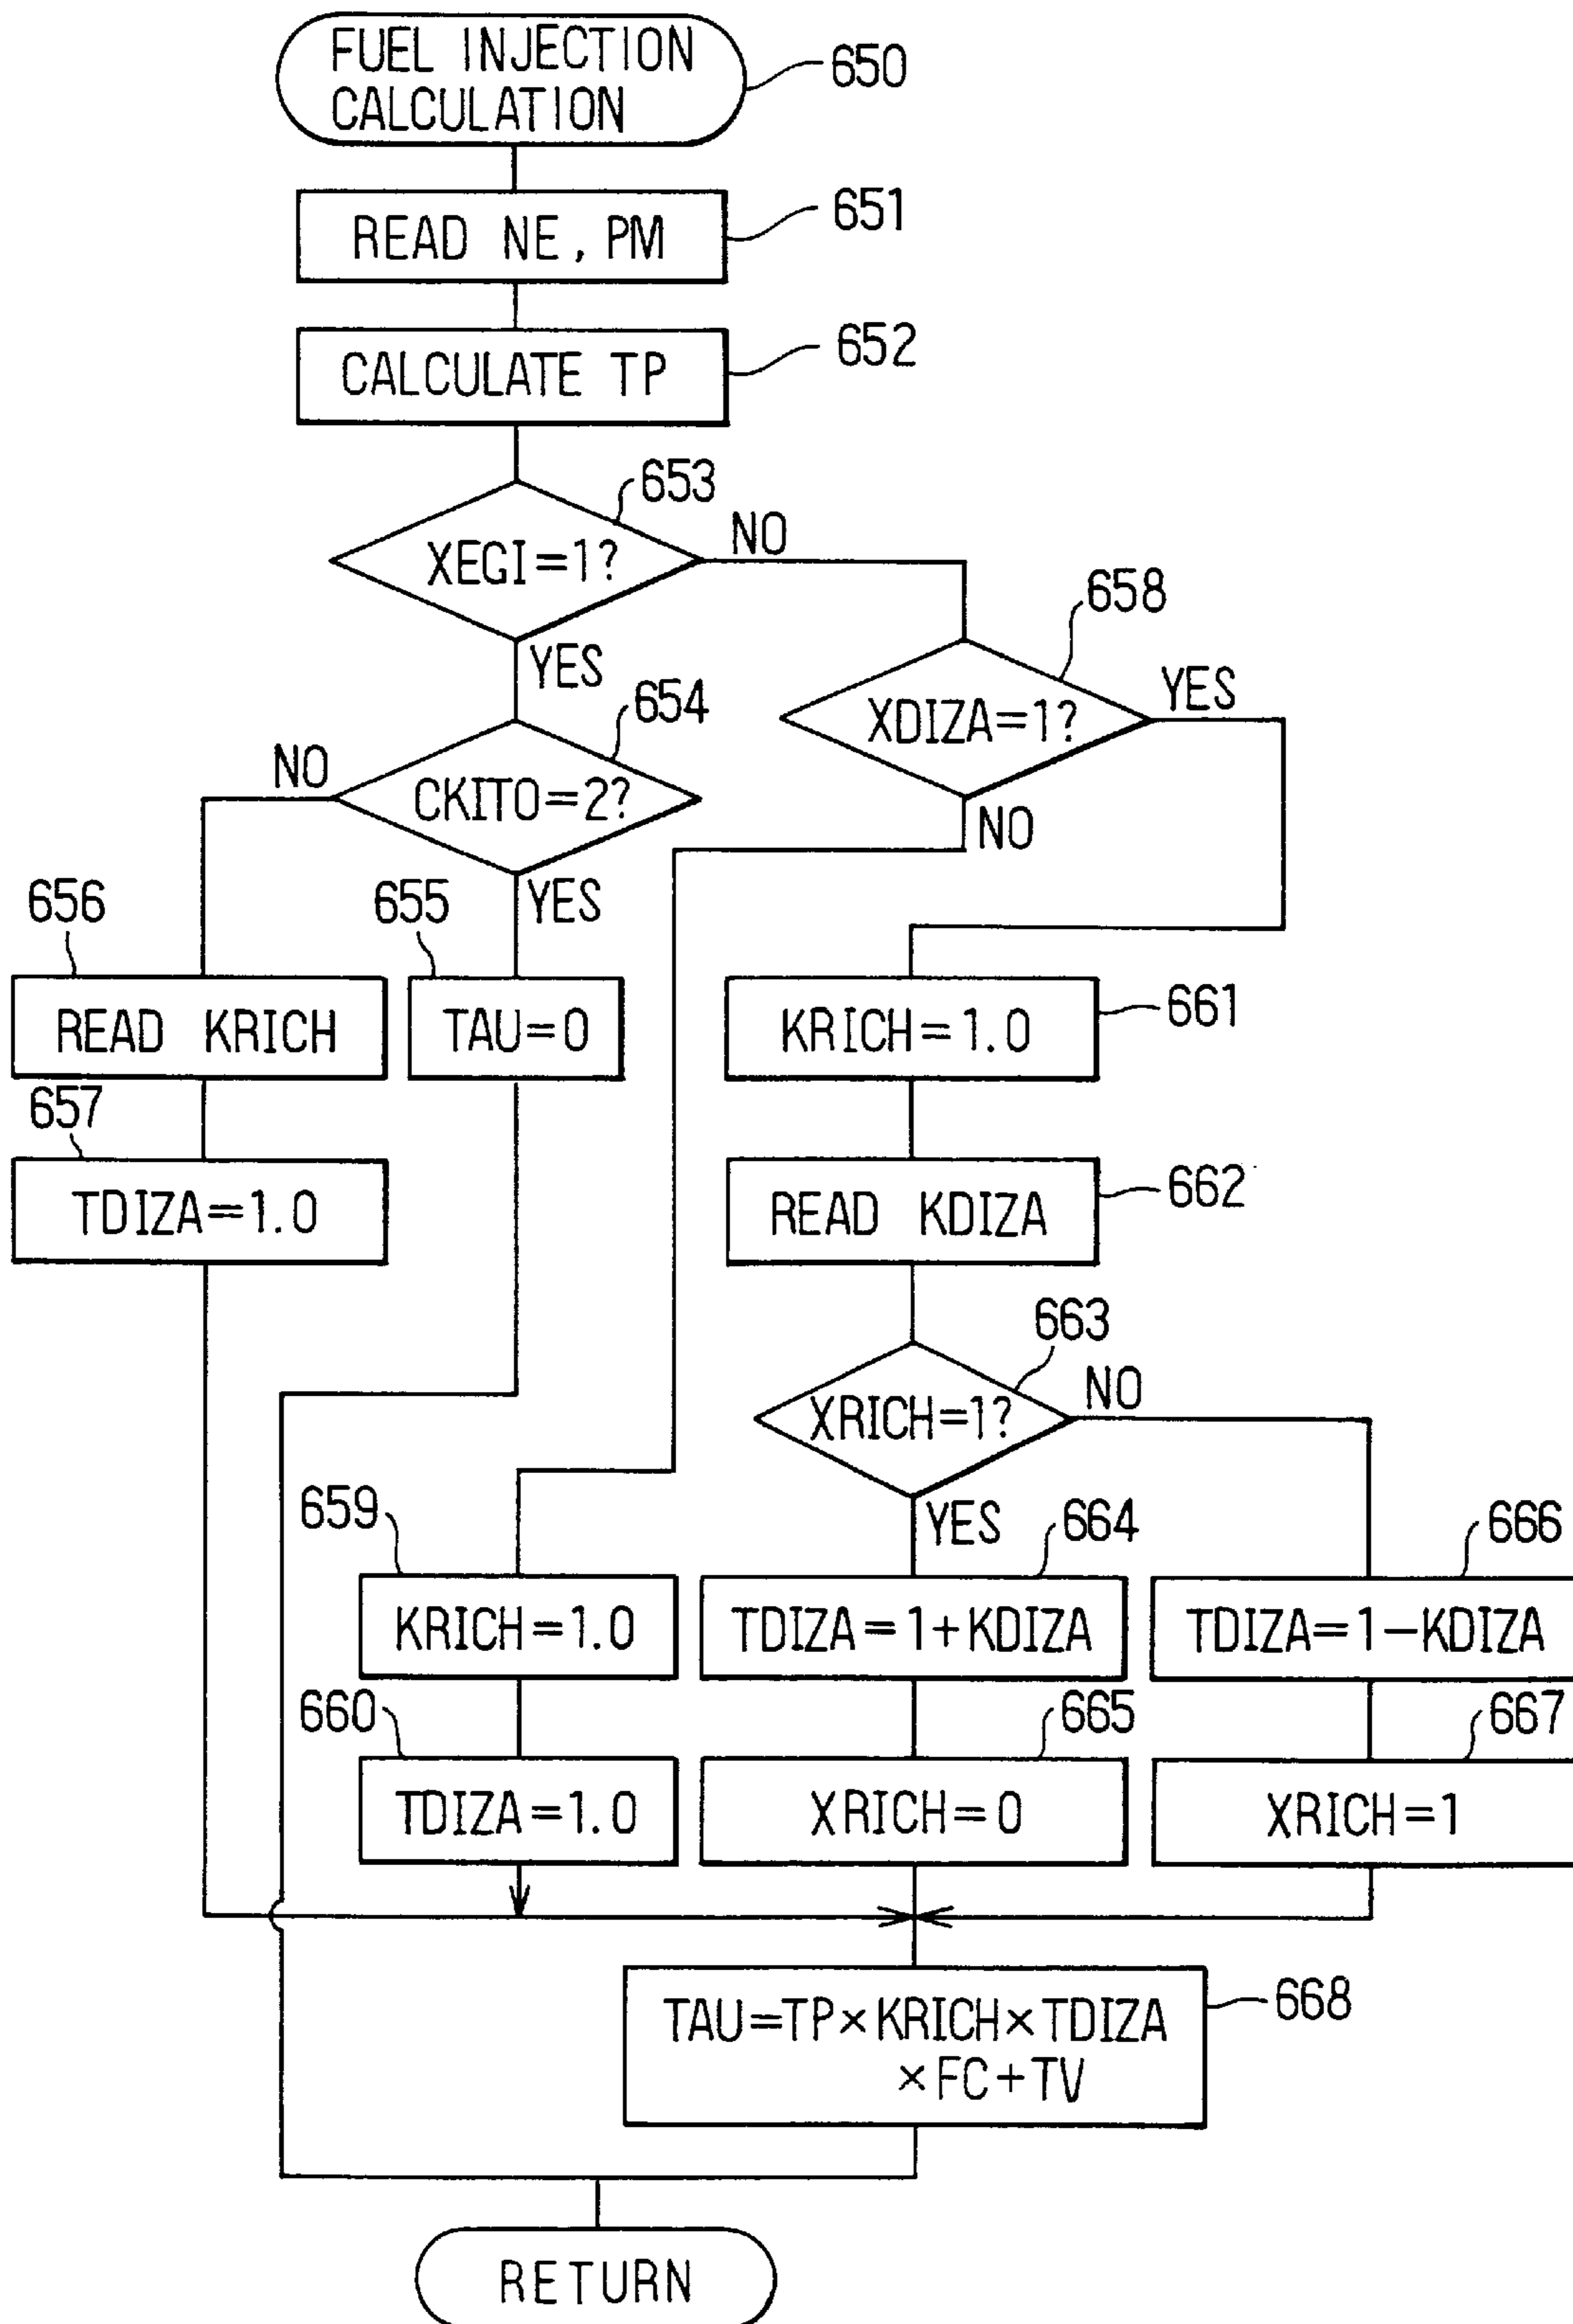 FUEL INJECTION
CALCULATION
650
READ NE, PM
651
CALCULATE TP
652
653
XEGI=1?
NO
YES
658
XDIZA=1?
YES
NO
654
CKITO=2?
NO
YES
656
READ KRICH
655
TAU=0
661
KRICH=1.0
657
TDIZA=1.0
662
READ KDIZA
663
XRICH=1?
NO
YES
659
KRICH=1.0
664
TDIZA=1+KDIZA
666
TDIZA=1-KDIZA
660
TDIZA=1.0
665
XRICH=0
667
XRICH=1
TAU=TP×KRICH×TDIZA
×FC+TV
668
RETURN